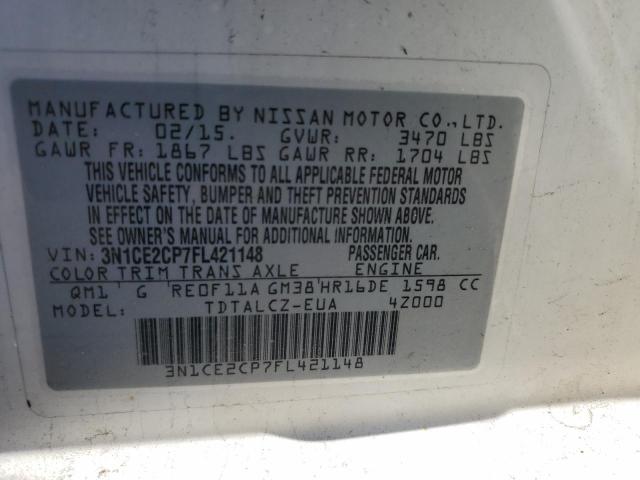 MANUFACTURED BY NISSAN MOTOR CO.,LTD.
DATE: 02/15. GVWR: 3470 LBS
GAWR FR: 1867 LBS GAWR RR: 1704 LBS
THIS VEHICLE CONFORMS TO ALL APPLICABLE FEDERAL MOTOR
VEHICLE SAFETY, BUMPER AND THEFT PREVENTION STANDARDS
IN EFFECT ON THE DATE OF MANUFACTURE SHOWN ABOVE.
SEE OWNER'S MANUAL FOR ADDITIONAL INFORMATION.
VIN: 3N1CE2CP7FL421148 PASSENGER CAR.
COLOR TRIM TRANS AXLE ENGINE
QM1 ' G ' RE0F11A GM38 ' HR16DE 1598 CC
MODEL: TDTALCZ-EUA 4Z000
3N1CE2CP7FL421148